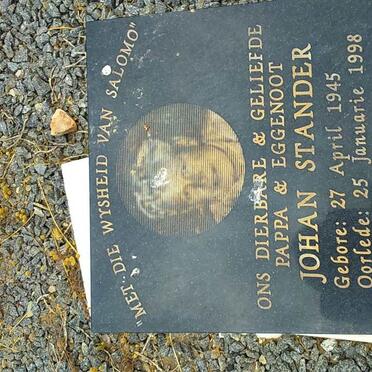 "MET DIE WYSHEID VAN SALOMO"
ONS DIERBARE & GELIEFDE
PAPPA & EGGENOOT
JOHAN STANDER
Gebore: 27 April 1945
Oorlede: 25 Januarie 1998